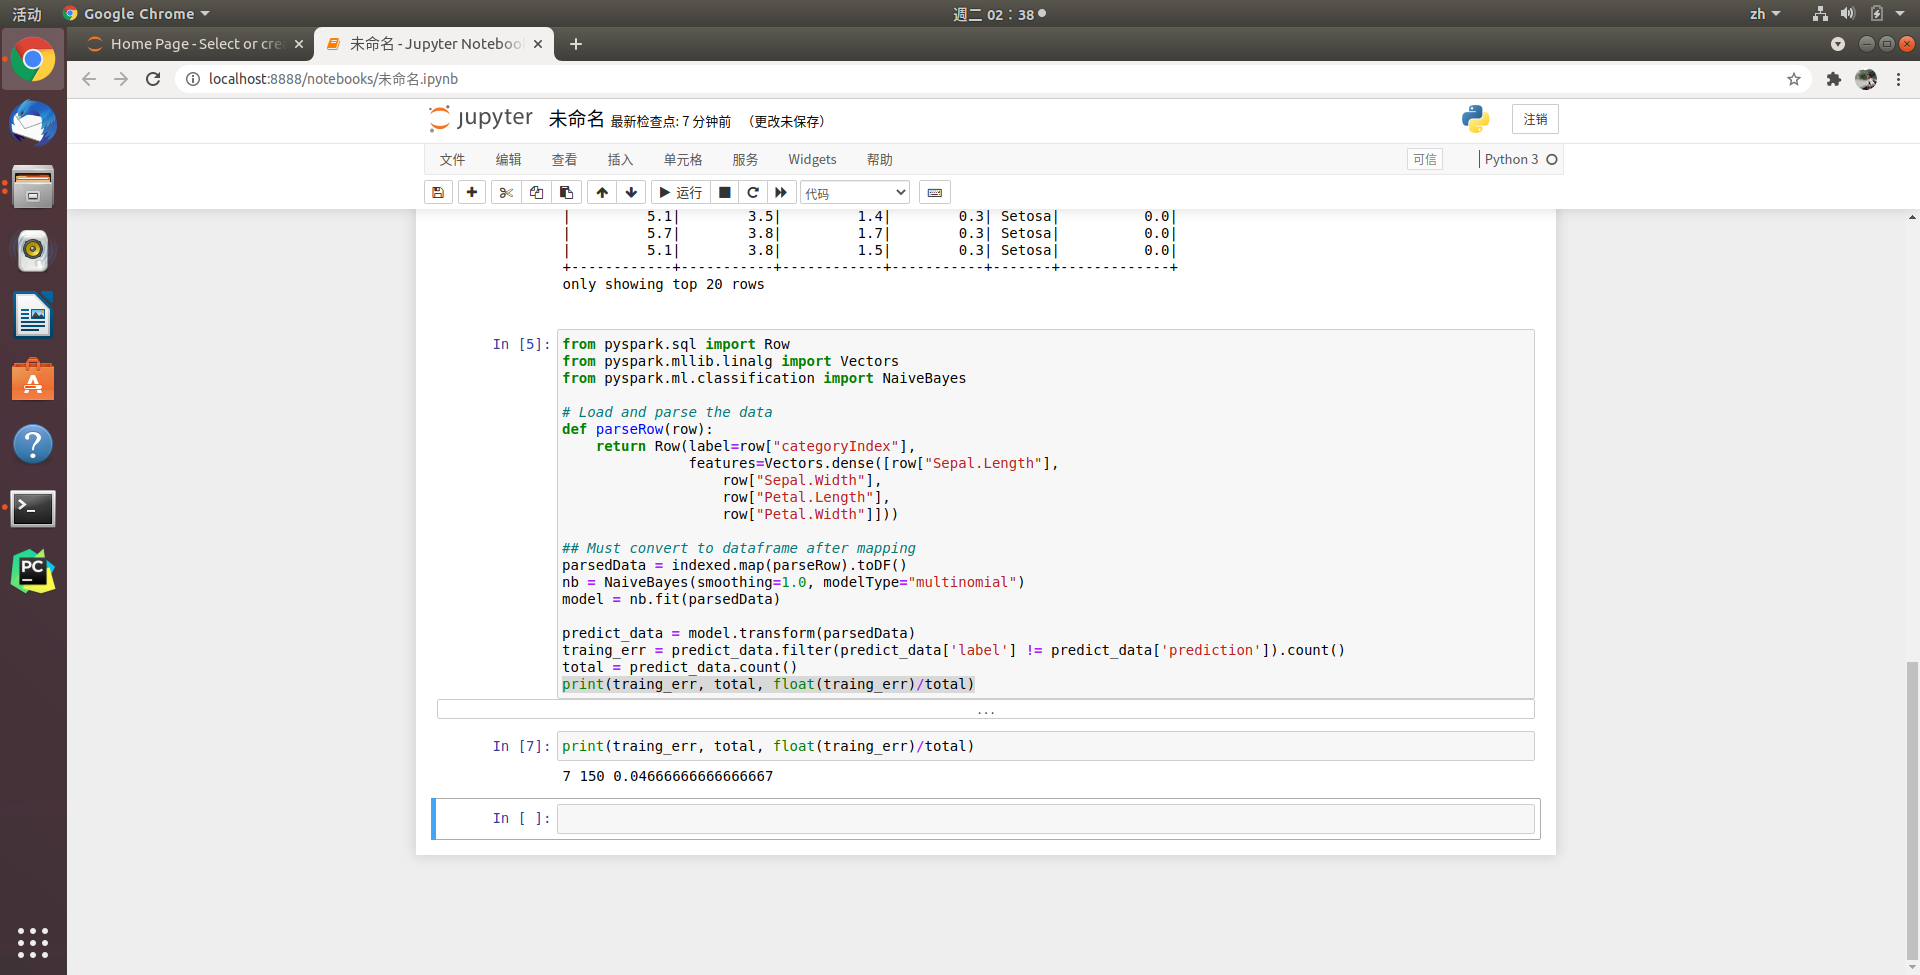 活动
Google Chrome
週二 02：38
zh
Home Page - Select or cre
未命名 - Jupyter Notebook
localhost:8888/notebooks/未命名.ipynb
jupyter
未命名 最新检查点: 7 分钟前 （更改未保存）
注销
文件 编辑 查看 插入 单元格 服务 Widgets 帮助
可信
Python 3
运行
代码
| 5.1| 3.5| 1.4| 0.3| Setosa| 0.0|
| 5.7| 3.8| 1.7| 0.3| Setosa| 0.0|
| 5.1| 3.8| 1.5| 0.3| Setosa| 0.0|
+------------+-----------+------------+-----------+-------+-------------+
only showing top 20 rows
In [5]:
from pyspark.sql import Row
from pyspark.mllib.linalg import Vectors
from pyspark.ml.classification import NaiveBayes
# Load and parse the data
def parseRow(row):
return Row(label=row["categoryIndex"],
features=Vectors.dense([row["Sepal.Length"],
row["Sepal.Width"],
row["Petal.Length"],
row["Petal.Width"]]))
## Must convert to dataframe after mapping
parsedData = indexed.map(parseRow).toDF()
nb = NaiveBayes(smoothing=1.0, modelType="multinomial")
model = nb.fit(parsedData)
predict_data = model.transform(parsedData)
traing_err = predict_data.filter(predict_data['label'] != predict_data['prediction']).count()
total = predict_data.count()
print(traing_err, total, float(traing_err)/total)
...
In [7]:
print(traing_err, total, float(traing_err)/total)
7 150 0.04666666666666667
In [ ]:
PC